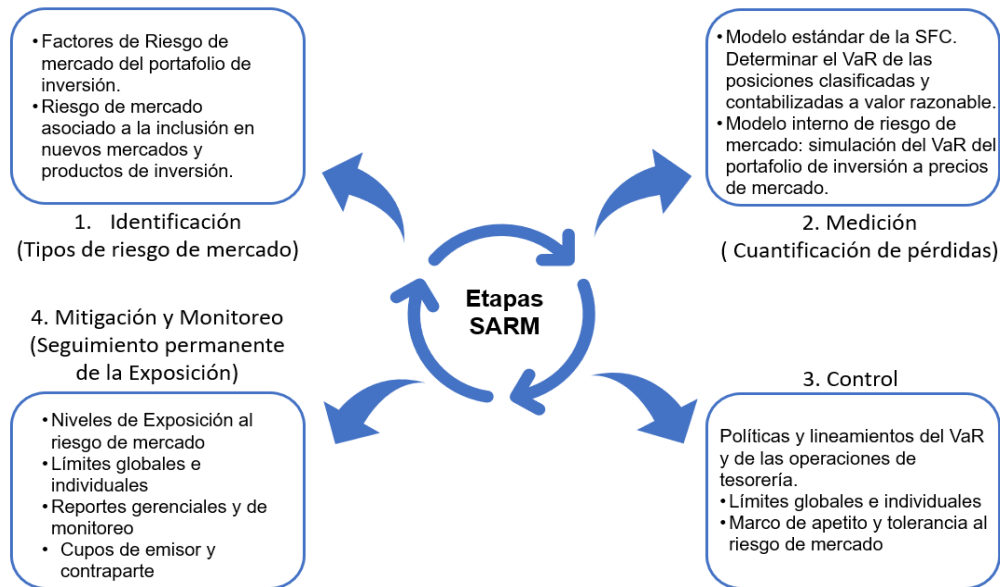 • Factores de Riesgo de
mercado del portafolio de
inversión.
• Riesgo de mercado
asociado a la inclusión en
nuevos mercados y
productos de inversión.
1. Identificación
(Tipos de riesgo de mercado)
• Modelo estándar de la SFC.
Determinar el VaR de las
posiciones clasificadas y
contabilizadas a valor razonable.
• Modelo interno de riesgo de
mercado: simulación del VaR del
portafolio de inversión a precios
de mercado.
2. Medición
( Cuantificación de pérdidas)
Etapas
SARM
3. Control
Políticas y lineamientos del VaR
y de las operaciones de
tesorería.
• Límites globales e individuales
• Marco de apetito y tolerancia al
riesgo de mercado
4. Mitigación y Monitoreo
(Seguimiento permanente
de la Exposición)
• Niveles de Exposición al
riesgo de mercado
• Límites globales e
individuales
• Reportes gerenciales y de
monitoreo
• Cupos de emisor y
contraparte